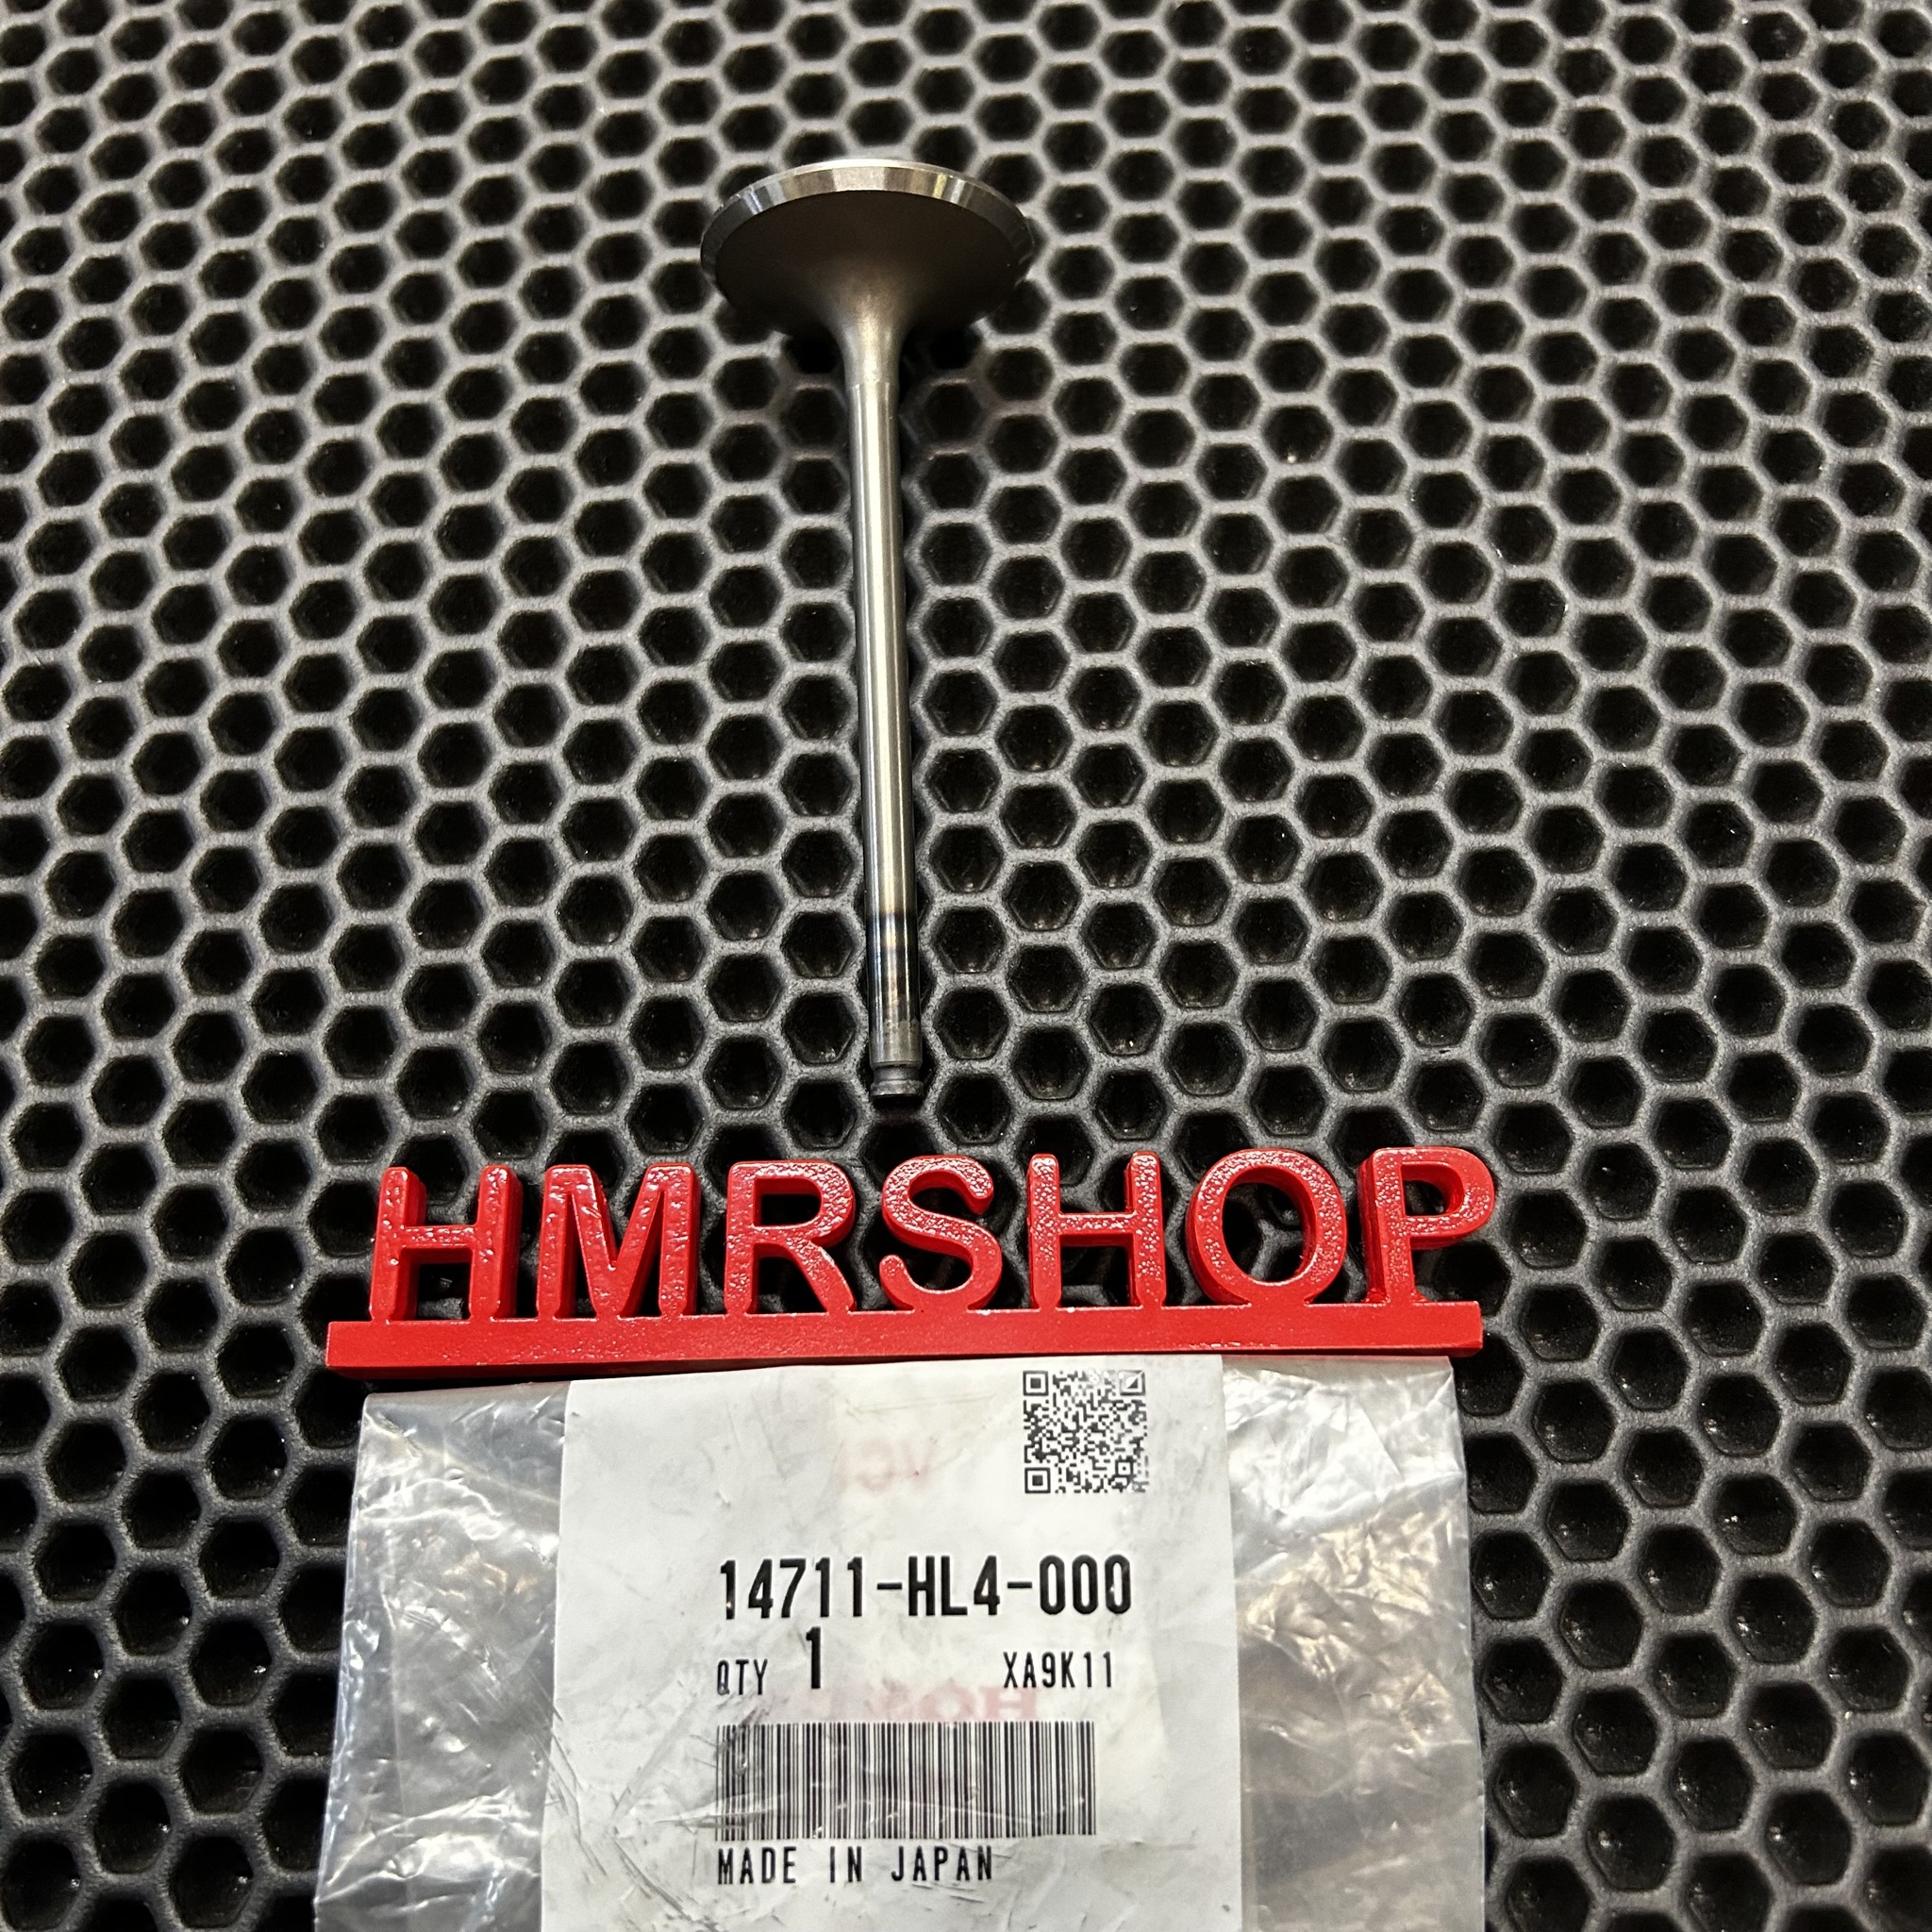 HMRSHOP
14711-HL4-000
QTY 1 XA9K11
MADE IN JAPAN